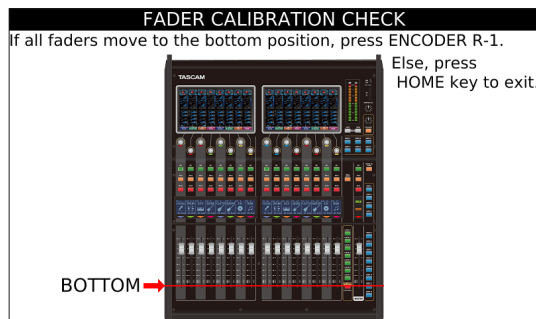 FADER CALIBRATION CHECK
If all faders move to the bottom position, press ENCODER R-1.
Else, press
HOME key to exit.
TASCAM
BOTTOM